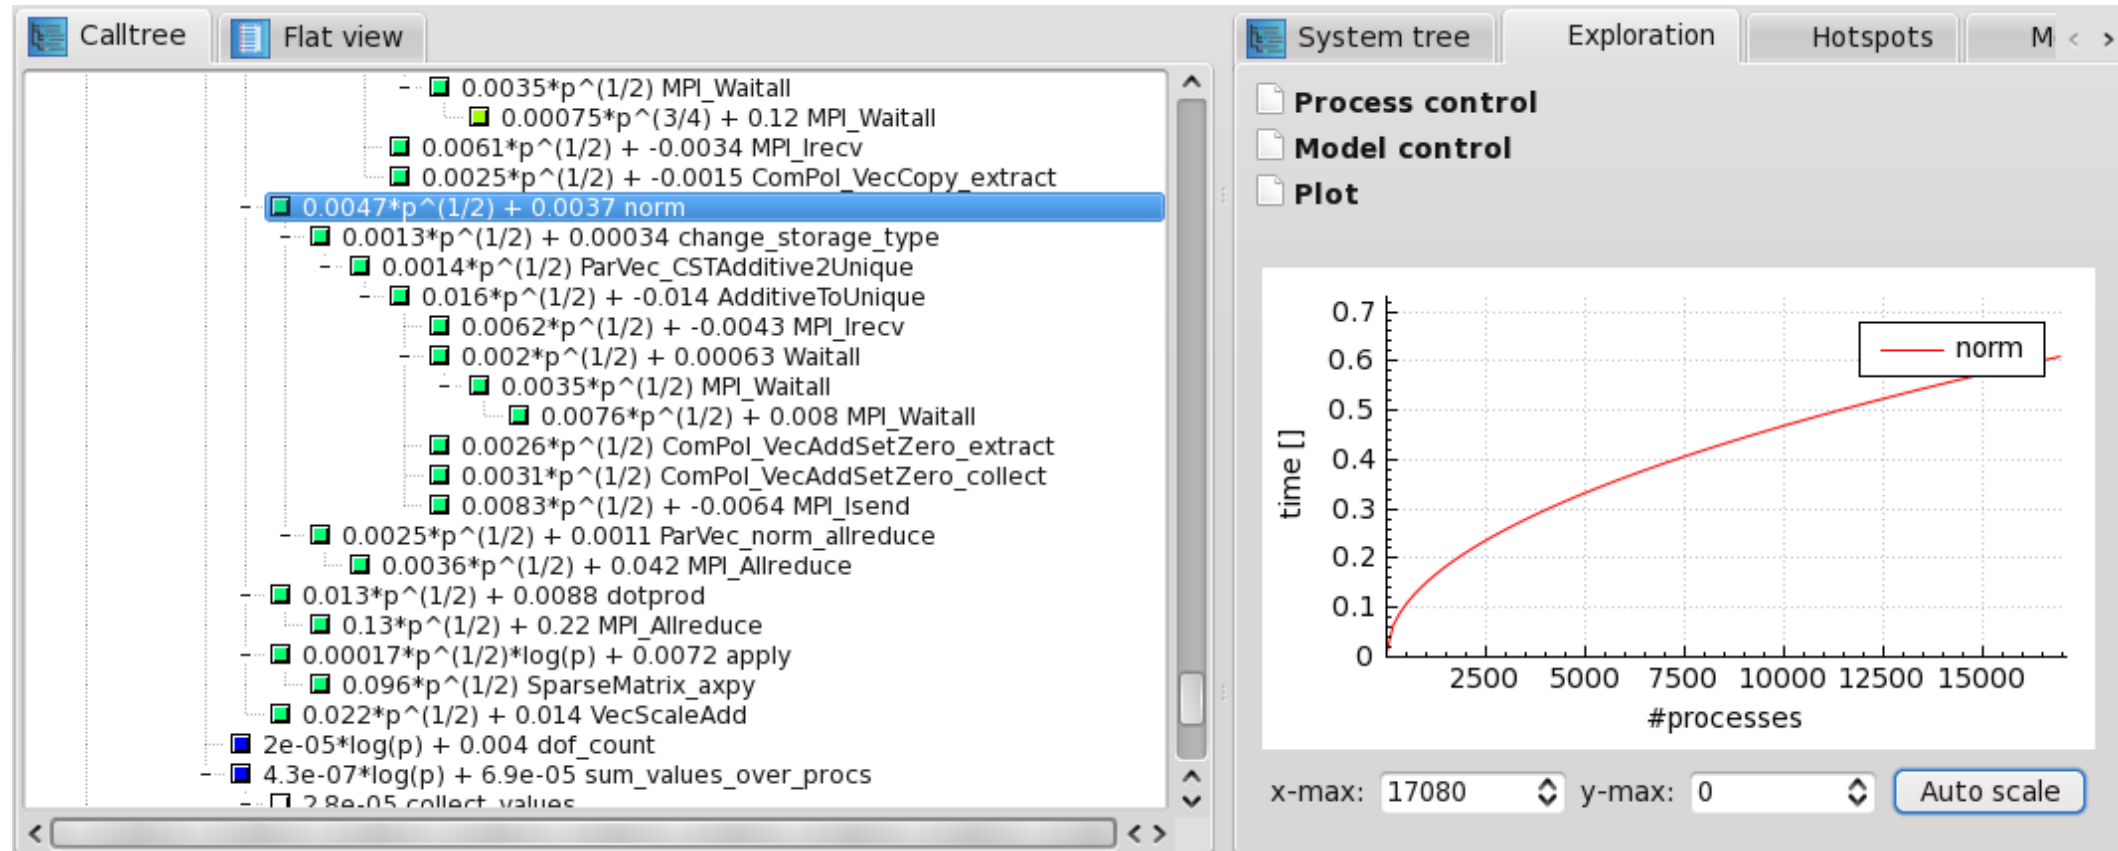 Calltree
Flat view
0.0035*p^(1/2) MPI_Waitall
0.00075*p^(3/4) + 0.12 MPI_Waitall
0.0061*p^(1/2) + -0.0034 MPI_Irecv
0.0025*p^(1/2) + -0.0015 ComPol_VecCopy_extract
0.0047*p^(1/2) + 0.0037 norm
0.0013*p^(1/2) + 0.00034 change_storage_type
0.0014*p^(1/2) ParVec_CSTAdditive2Unique
0.016*p^(1/2) + -0.014 AdditiveToUnique
0.0062*p^(1/2) + -0.0043 MPI_Irecv
0.002*p^(1/2) + 0.00063 Waitall
0.0035*p^(1/2) MPI_Waitall
0.0076*p^(1/2) + 0.008 MPI_Waitall
0.0026*p^(1/2) ComPol_VecAddSetZero_extract
0.0031*p^(1/2) ComPol_VecAddSetZero_collect
0.0083*p^(1/2) + -0.0064 MPI_Isend
0.0025*p^(1/2) + 0.0011 ParVec_norm_allreduce
0.0036*p^(1/2) + 0.042 MPI_Allreduce
0.013*p^(1/2) + 0.0088 dotprod
0.13*p^(1/2) + 0.22 MPI_Allreduce
0.00017*p^(1/2)*log(p) + 0.0072 apply
0.096*p^(1/2) SparseMatrix_axpy
0.022*p^(1/2) + 0.014 VecScaleAdd
2e-05*log(p) + 0.004 dof_count
4.3e-07*log(p) + 6.9e-05 sum_values_over_procs
2.8e-05 collect_values
System tree
Exploration
Hotspots
M
Process control
Model control
Plot
0.7
0.6
0.5
0.4
0.3
0.2
0.1
0
time []
norm
2500 5000 7500 10000 12500 15000
#processes
x-max: 17080 y-max: 0 Auto scale